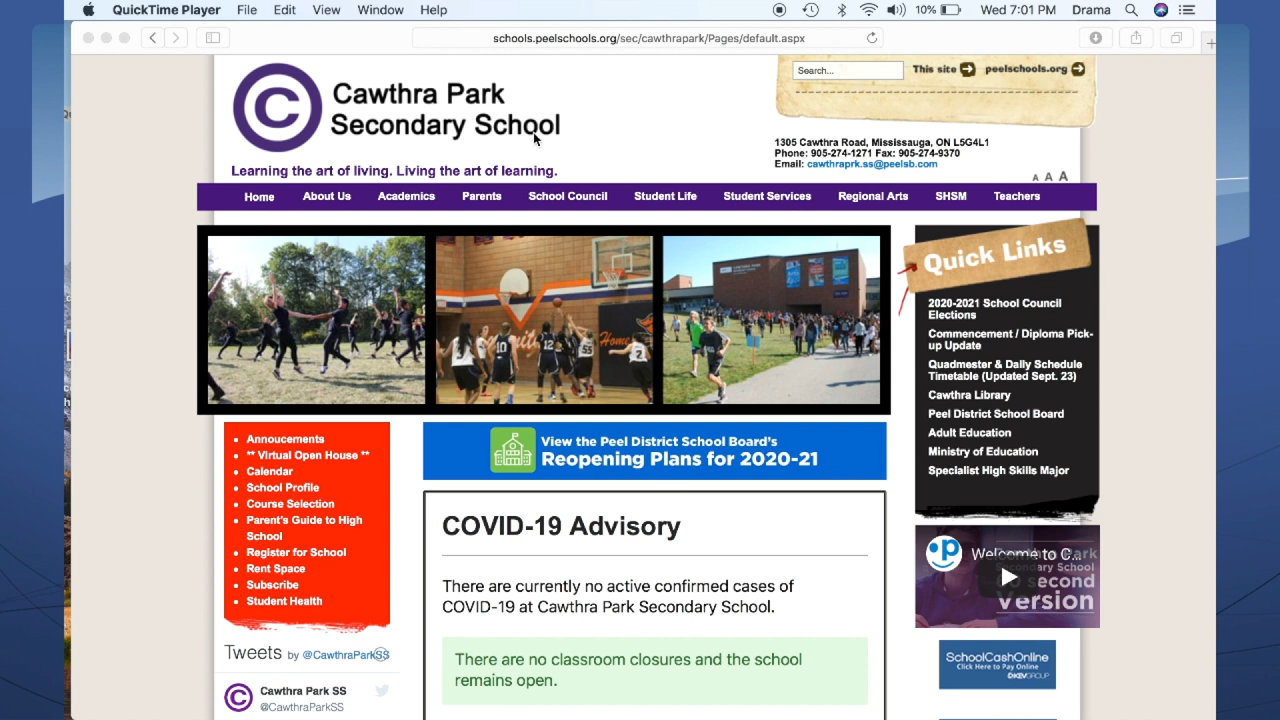 QuickTime Player File Edit View Window Help 10% Wed 7:01 PM Drama
schools.peelschools.org/sec/cawthrapark/Pages/default.aspx
C
Cawthra Park
Secondary School
Learning the art of living. Living the art of learning.
Search...
This site
peelschools.org
1305 Cawthra Road, Mississauga, ON L5G4L1
Phone: 905-274-1271 Fax: 905-274-9370
Email: cawthraprk.ss@peelsb.com
A A A
Home About Us Academics Parents School Council Student Life Student Services Regional Arts SHSM Teachers
Home
10
12
55
2
Quick Links
2020-2021 School Council
Elections
Commencement / Diploma Pick-
up Update
Quadmester & Daily Schedule
Timetable (Updated Sept. 23)
Cawthra Library
Peel District School Board
Adult Education
Ministry of Education
Specialist High Skills Major
Annoucements
** Virtual Open House **
Calendar
School Profile
Course Selection
Parent's Guide to High
School
Register for School
Rent Space
Subscribe
Student Health
View the Peel District School Board's
Reopening Plans for 2020-21
COVID-19 Advisory
There are currently no active confirmed cases of
COVID-19 at Cawthra Park Secondary School.
There are no classroom closures and the school
remains open.
Tweets by @CawthraParkSS
Cawthra Park SS
@CawthraParkSS
Welcome to C...
Park
Secondary School
second
Version
SchoolCashOnline
Click Here to Pay Online
KEVGROUP